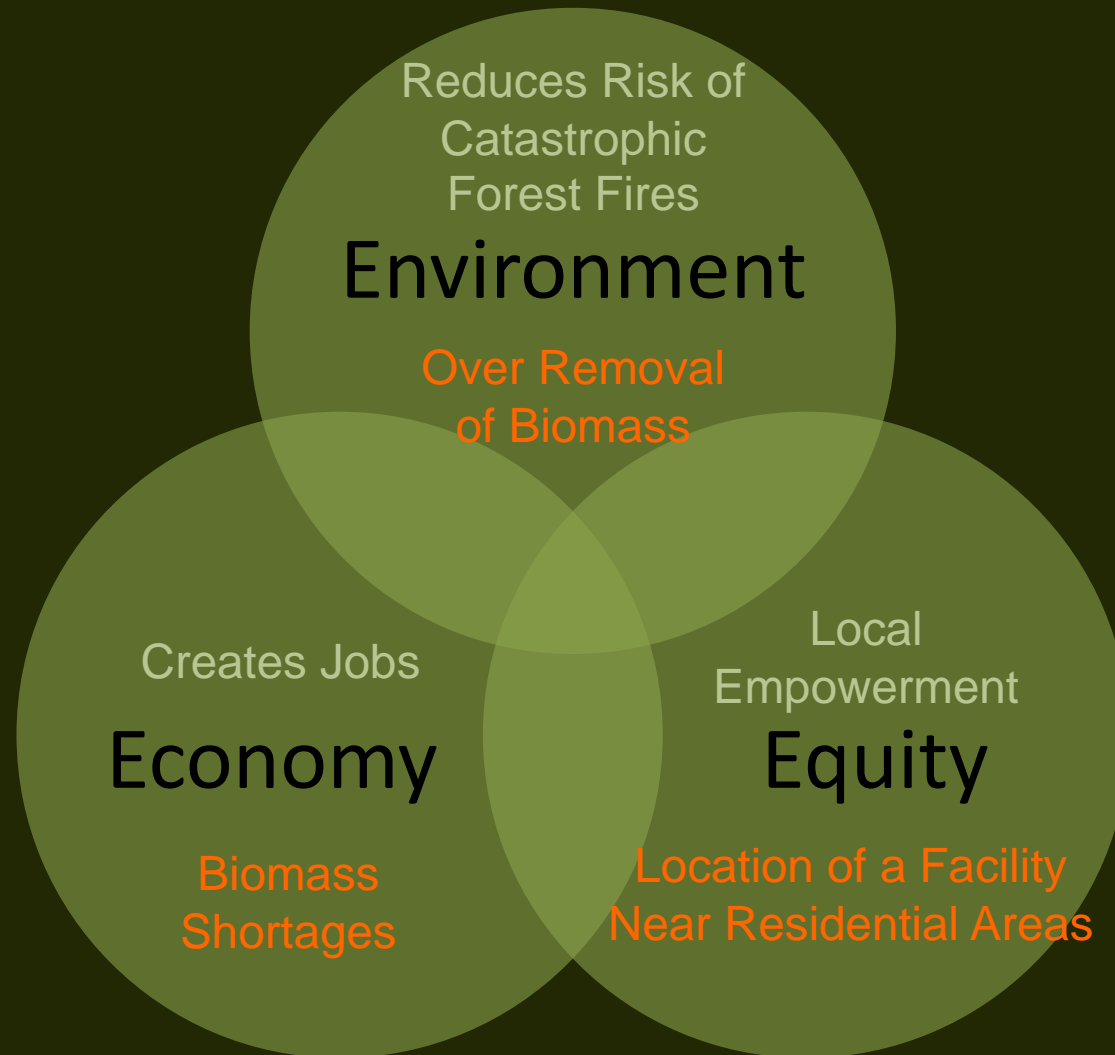 Reduces Risk of
Catastrophic
Forest Fires
Environment
Over Removal
of Biomass
Creates Jobs
Economy
Biomass
Shortages
Local
Empowerment
Equity
Location of a Facility
Near Residential Areas